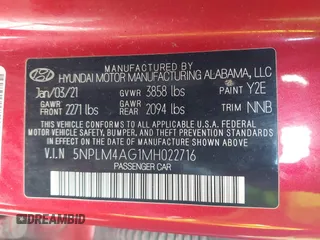 MANUFACTURED BY
HYUNDAI MOTOR MANUFACTURING ALABAMA, LLC
Jan/03/21 GVWR 3858 lbs PAINT Y2E
GAWR FRONT 2271 lbs GAWR REAR 2094 lbs TRIM NNB
THIS VEHICLE CONFORMS TO ALL APPLICABLE U.S.A. FEDERAL MOTOR VEHICLE SAFETY, BUMPER, AND THEFT PREVENTION STANDARDS IN EFFECT ON THE DATE OF MANUFACTURE SHOWN ABOVE.
V.I.N 5NPLM4AG1MH022716
PASSENGER CAR
DREAMBID